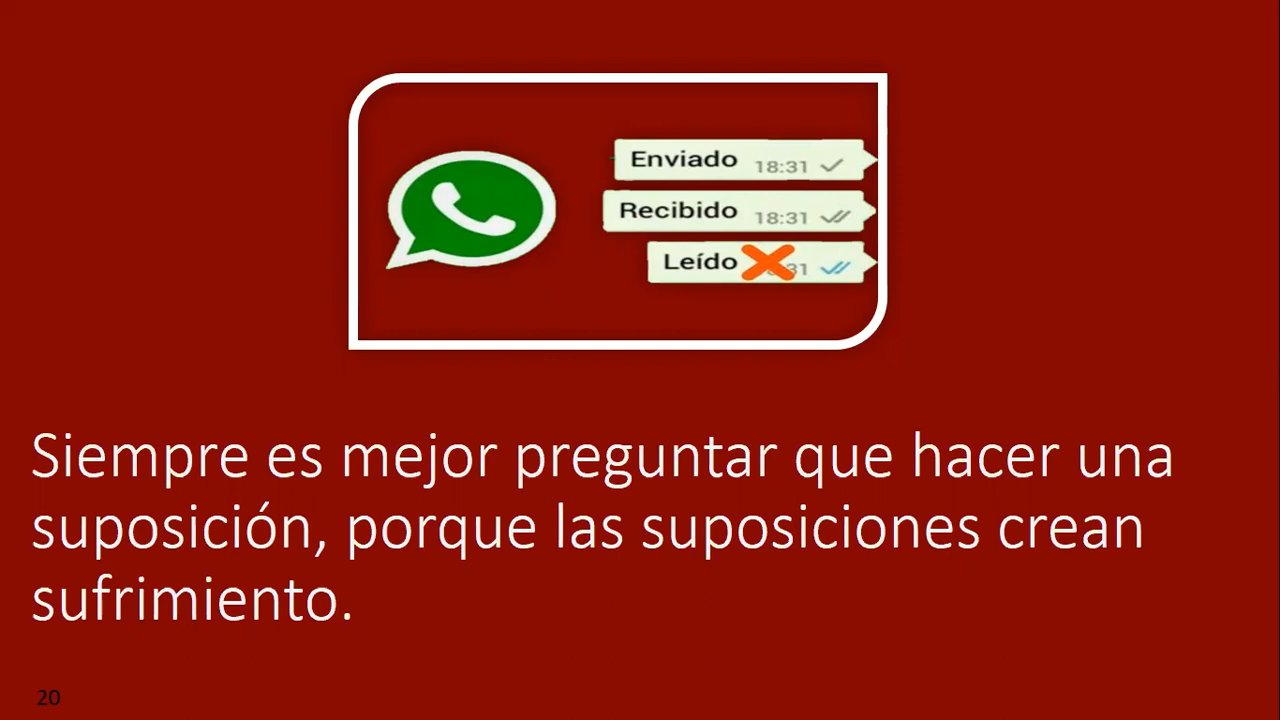 Enviado 18:31
Recibido 18:31
Leído 31
Siempre es mejor preguntar que hacer una
suposición, porque las suposiciones crean
sufrimiento.
20